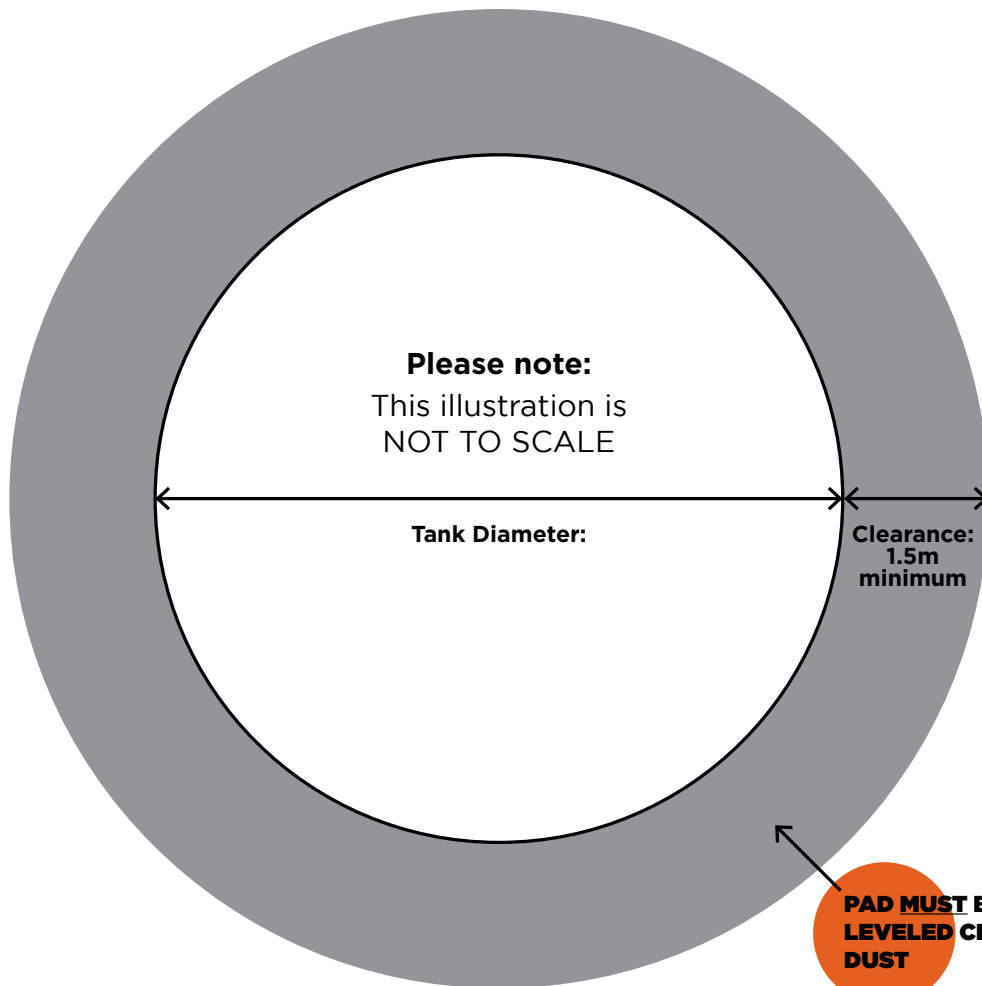 Please note:
This illustration is
NOT TO SCALE
Tank Diameter:
Clearance:
1.5m
minimum
PAD MUST
LEVELED
DUST